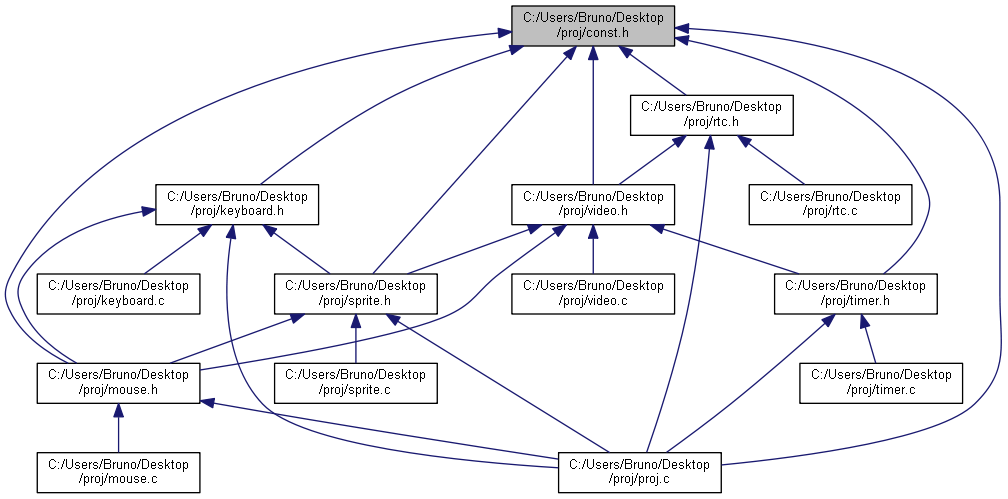 C:/Users/Bruno/Desktop
/proj/const.h
C:/Users/Bruno/Desktop
/proj/rtc.h
C:/Users/Bruno/Desktop
/proj/keyboard.h
C:/Users/Bruno/Desktop
/proj/video.h
C:/Users/Bruno/Desktop
/proj/rtc.c
C:/Users/Bruno/Desktop
/proj/keyboard.c
C:/Users/Bruno/Desktop
/proj/sprite.h
C:/Users/Bruno/Desktop
/proj/video.c
C:/Users/Bruno/Desktop
/proj/timer.h
C:/Users/Bruno/Desktop
/proj/mouse.h
C:/Users/Bruno/Desktop
/proj/sprite.c
C:/Users/Bruno/Desktop
/proj/timer.c
C:/Users/Bruno/Desktop
/proj/mouse.c
C:/Users/Bruno/Desktop
/proj/proj.c